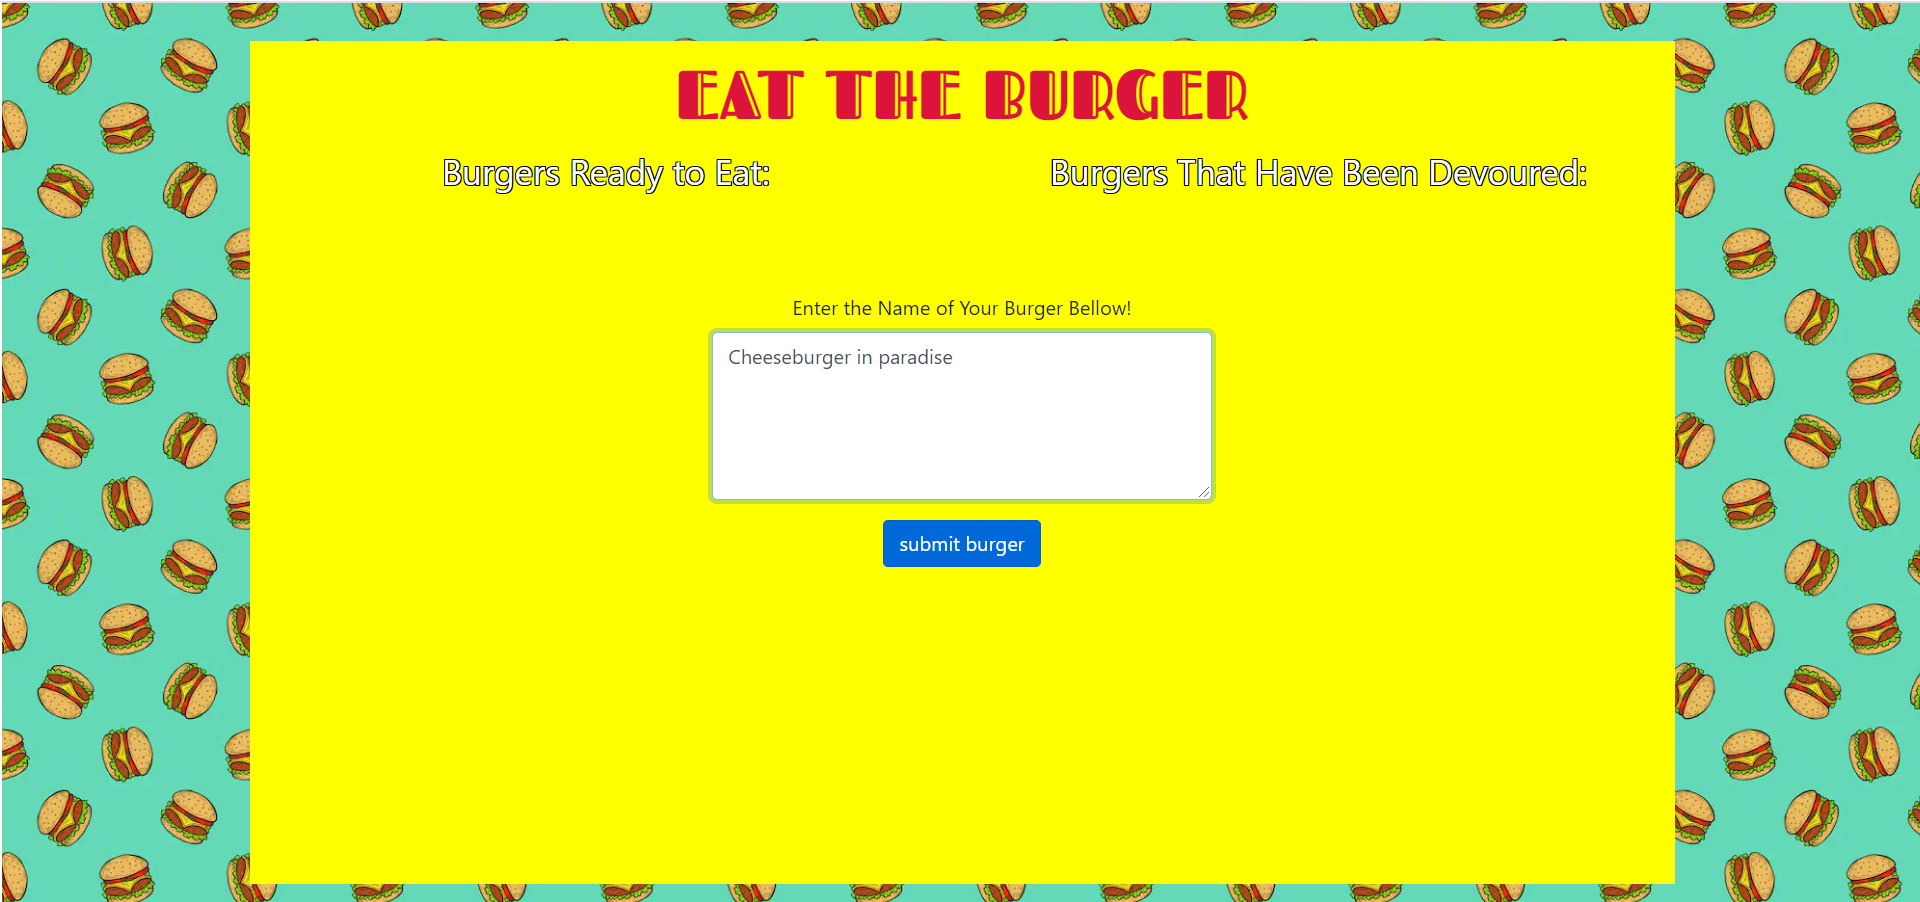 EAT THE BURGER
Burgers Ready to Eat:
Burgers That Have Been Devoured:
Enter the Name of Your Burger Bellow!
Cheeseburger in paradise
submit burger